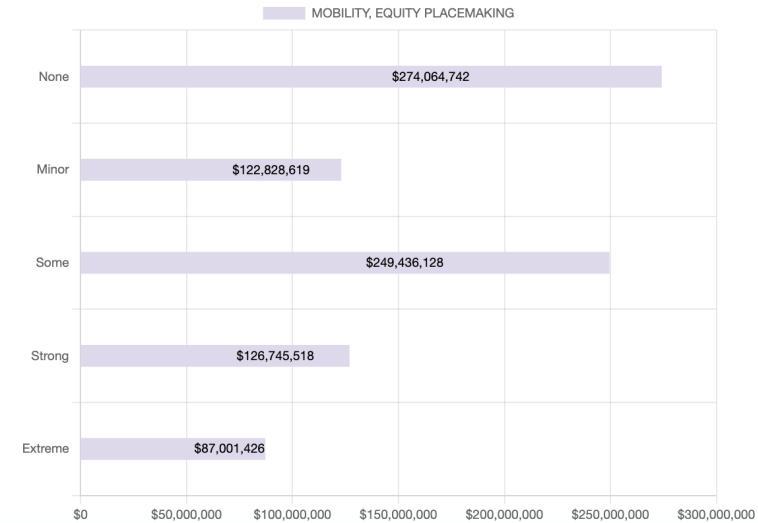 MOBILITY, EQUITY PLACEMAKING
None
$274,064,742
Minor
$122,828,619
Some
$249,436,128
Strong
$126,745,518
Extreme
$87,001,426
$0 $50,000,000 $100,000,000 $150,000,000 $200,000,000 $250,000,000 $300,000,000